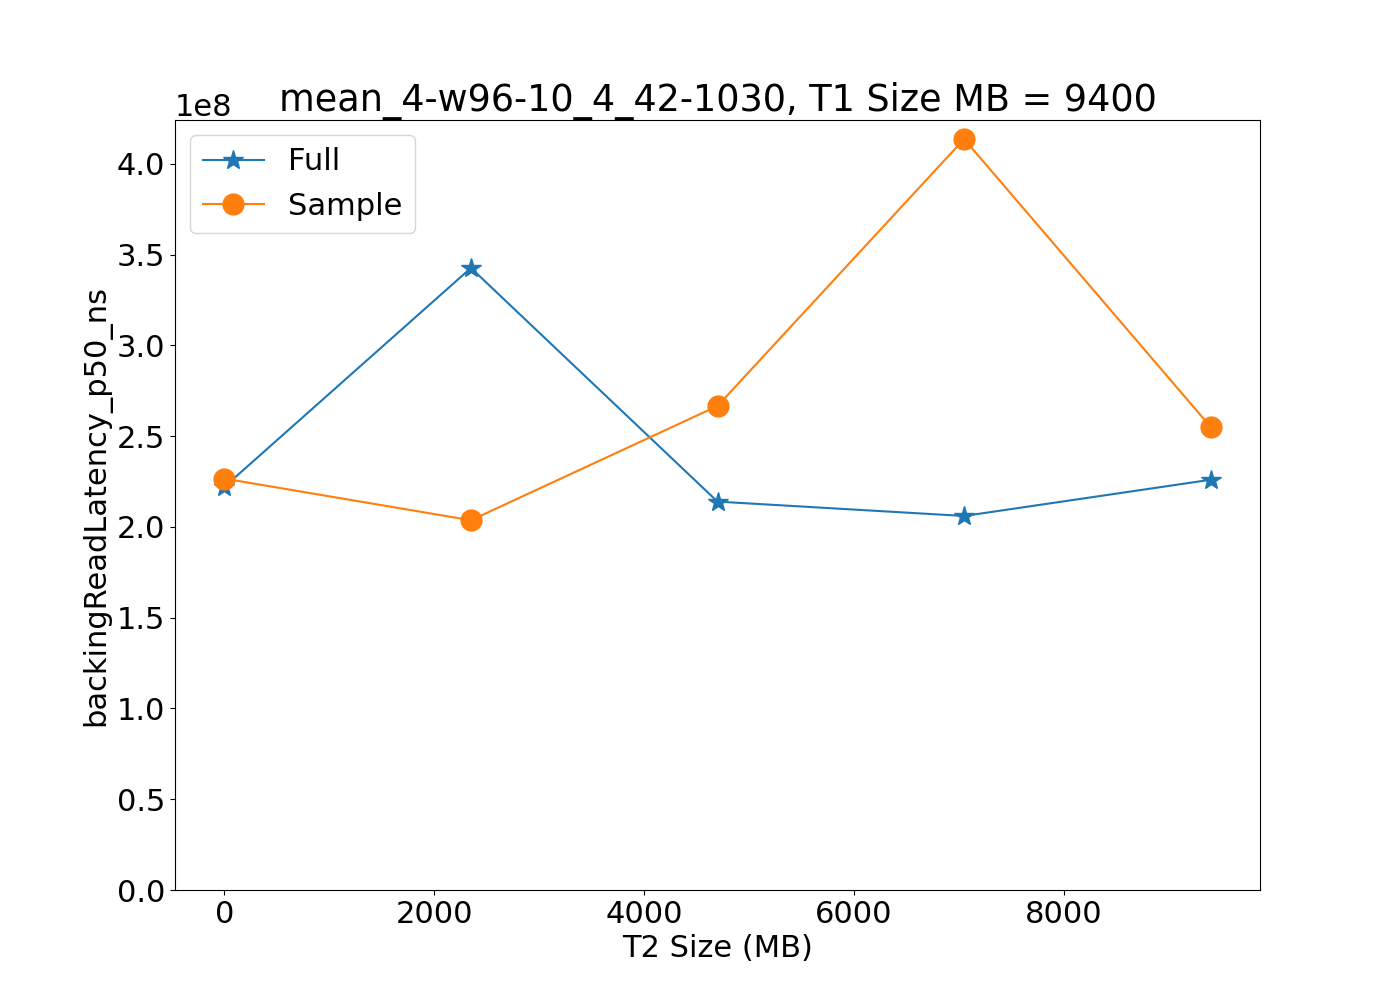 mean_4-w96-10_4_42-1030, T1 Size MB = 9400
1e8
Full
Sample
4.0
3.5
3.0
2.5
2.0
1.5
1.0
0.5
0.0
backingReadLatency_p50_ns
0 2000 4000 6000 8000
T2 Size (MB)